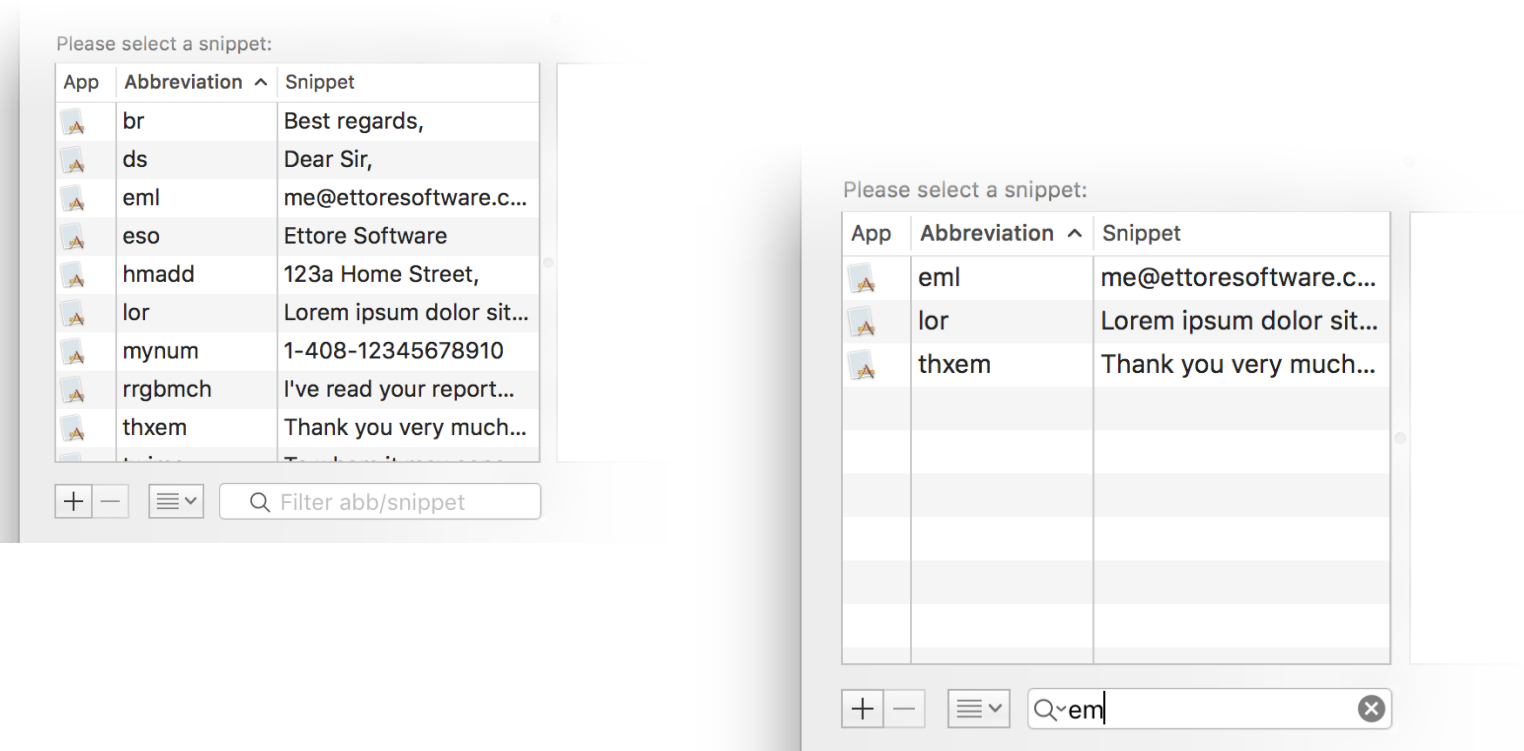 Please select a snippet:
App Abbreviation Snippet
br Best regards,
ds Dear Sir,
eml me@ettoresoftware.c...
eso Ettore Software
hmadd 123a Home Street,
lor Lorem ipsum dolor sit...
mynum 1-408-12345678910
rrgbmch I've read your report...
thxem Thank you very much...
Filter abb/snippet
Please select a snippet:
App Abbreviation Snippet
eml me@ettoresoftware.c...
lor Lorem ipsum dolor sit...
thxem Thank you very much...
em